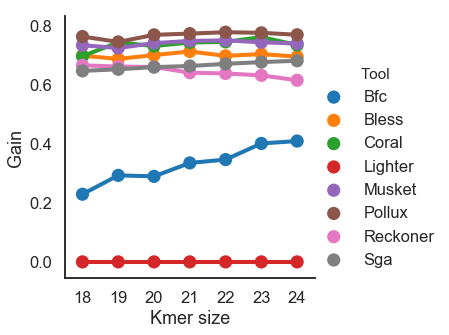 0.8
0.6
0.4
0.2
0.0
Gain
18 19 20 21 22 23 24
Kmer size
Tool
Bfc
Bless
Coral
Lighter
Musket
Pollux
Reckoner
Sga